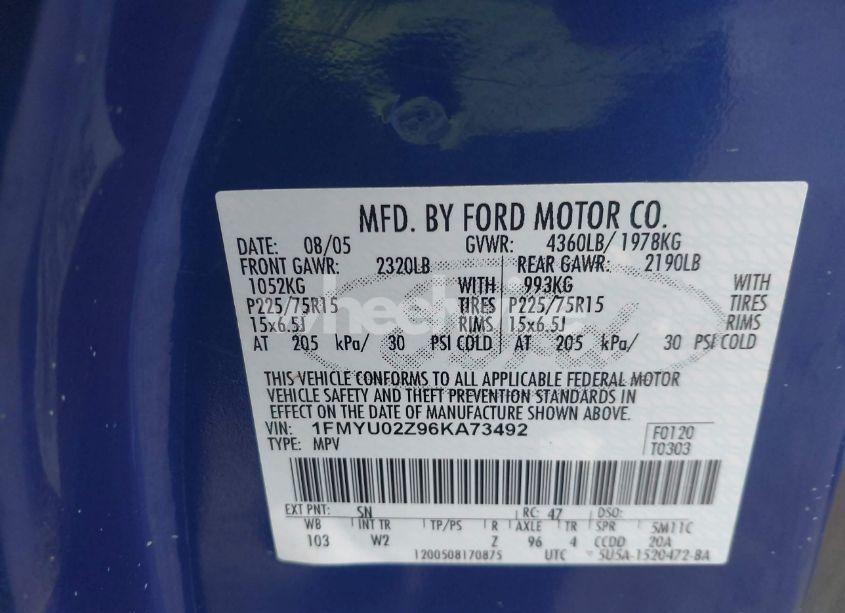 MFD. BY FORD MOTOR CO.
DATE: 08/05 GVWR: 4360LB/ 1978KG
FRONT GAWR: 2320LB REAR GAWR: 2190LB
1052KG WITH 993KG WITH
P225/75R15 TIRES P225/75R15 TIRES
15x6.5J RIMS 15x6.5J RIMS
AT 205 kPa/ 30 PSI COLD AT 205 kPa/ 30 PSI COLD
THIS VEHICLE CONFORMS TO ALL APPLICABLE FEDERAL MOTOR
VEHICLE SAFETY AND THEFT PREVENTION STANDARDS IN
EFFECT ON THE DATE OF MANUFACTURE SHOWN ABOVE.
VIN: 1FMYU02Z96KA73492
TYPE: MPV
F0120
T0303
EXT PNT: SN RC: 47 DSO:
WB INT TR TP/PS R AXLE TR SPR 5M11C
103 W2 Z 96 4 CCDD 20A
1200508170875 UTC 5U5A-1520472-BA